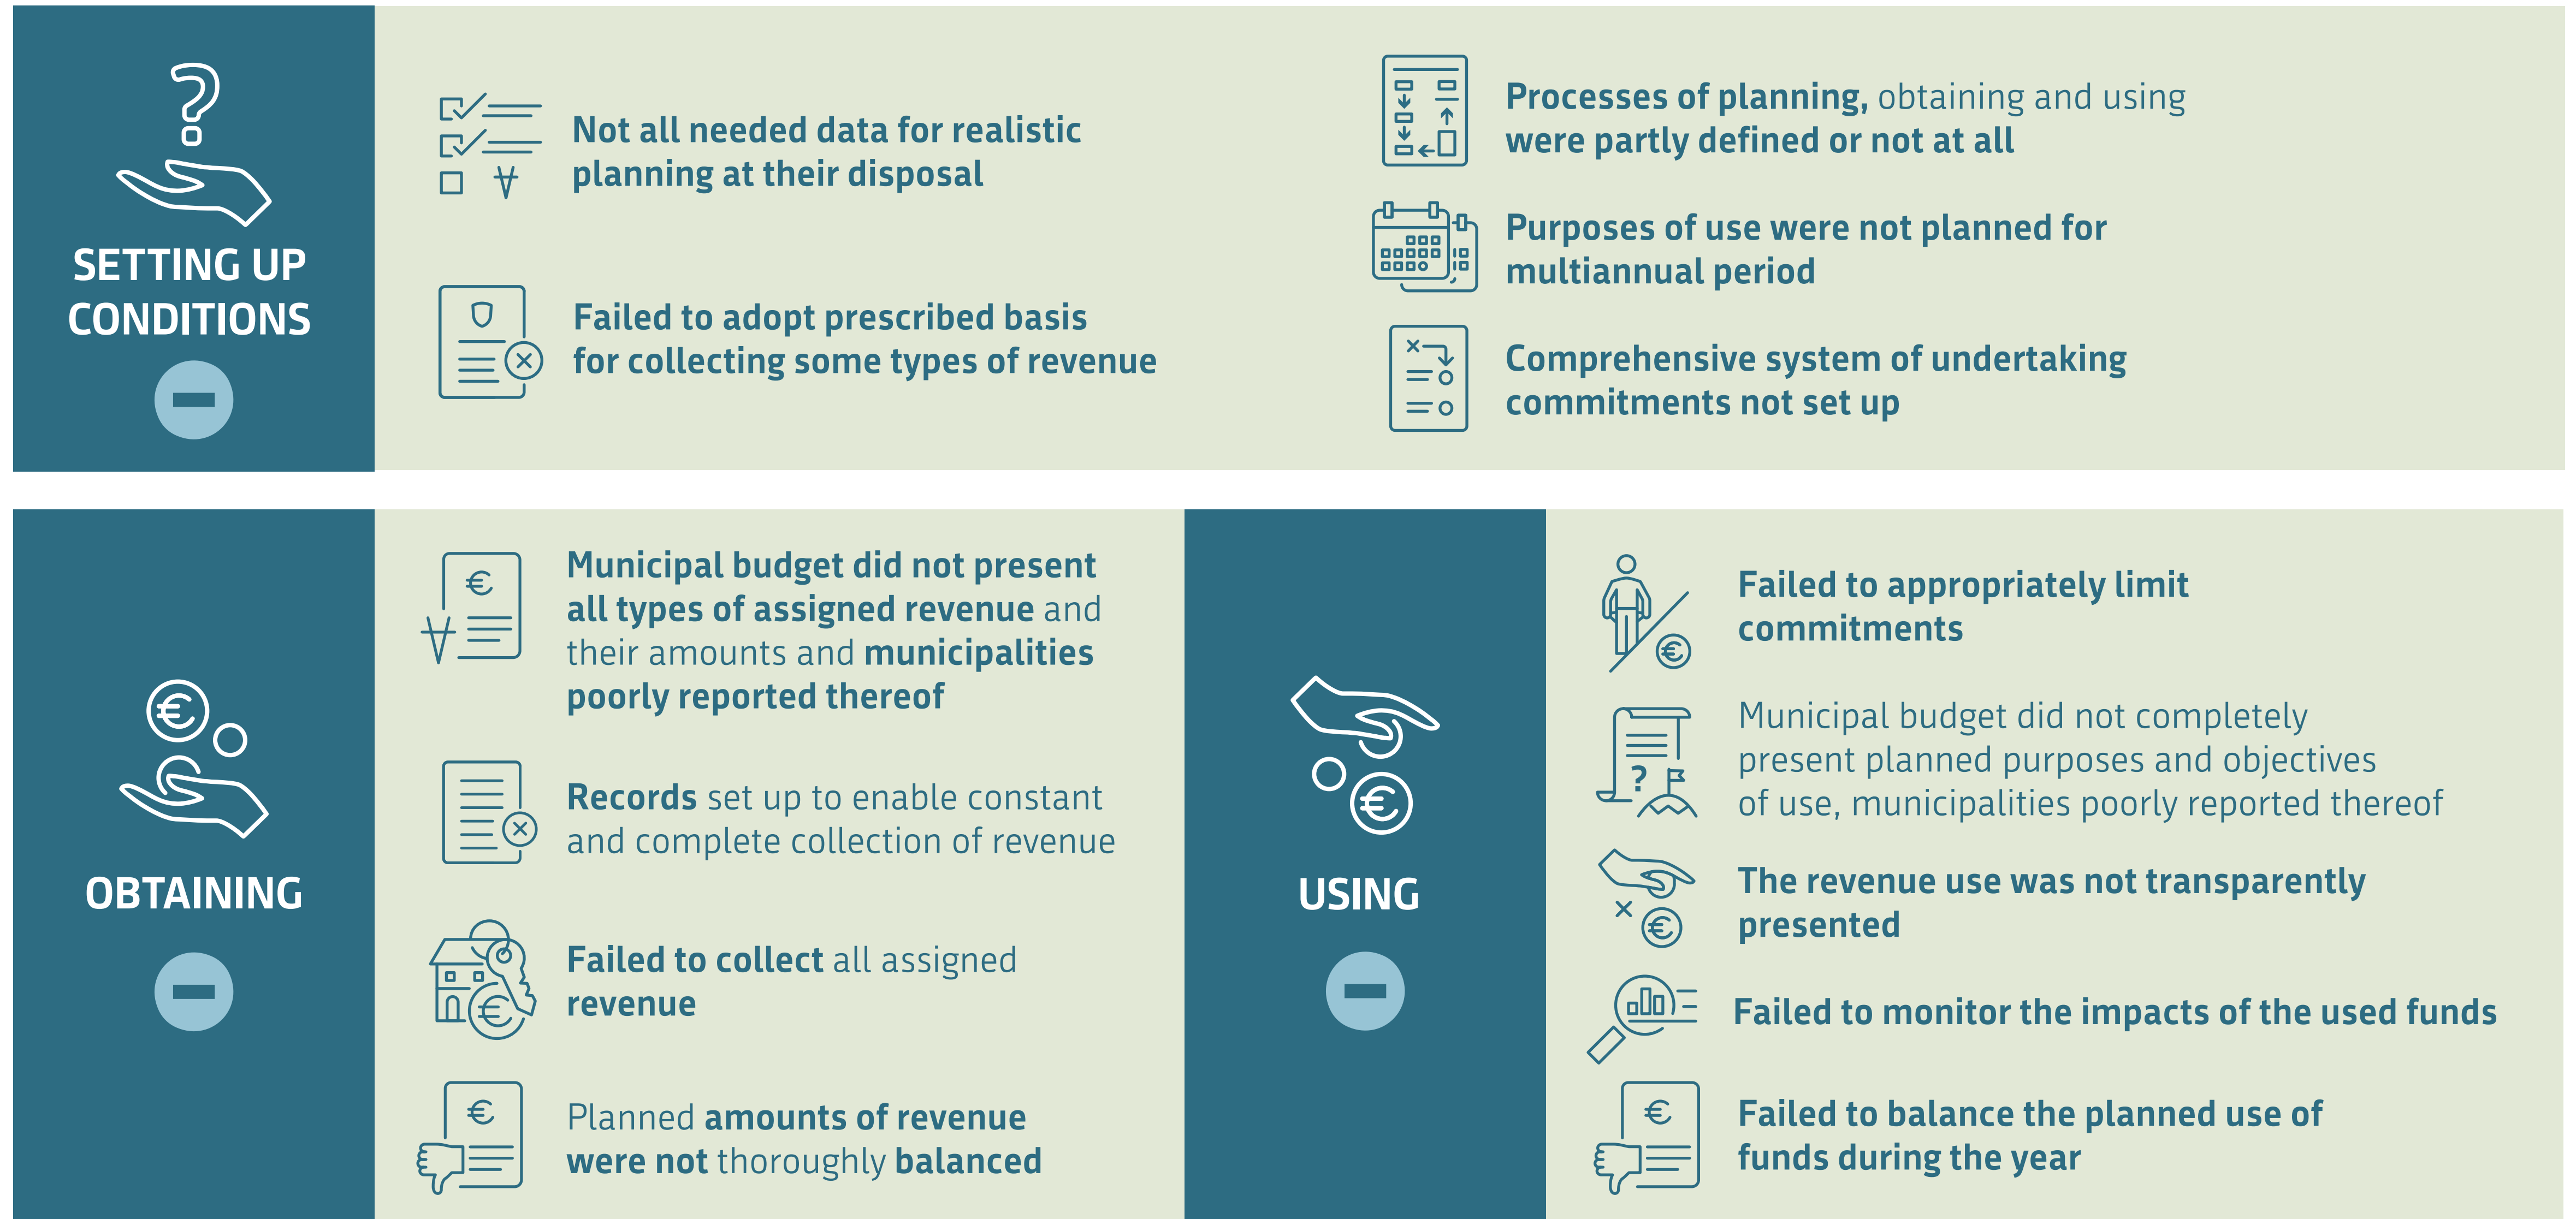 SETTING UP
CONDITIONS
Not all needed data for realistic
planning at their disposal
Failed to adopt prescribed basis
for collecting some types of revenue
Processes of planning, obtaining and using
were partly defined or not at all
Purposes of use were not planned for
multiannual period
Comprehensive system of undertaking
commitments not set up
OBTAINING
Municipal budget did not present
all types of assigned revenue and
their amounts and municipalities
poorly reported thereof
Records set up to enable constant
and complete collection of revenue
Failed to collect all assigned
revenue
Planned amounts of revenue
were not thoroughly balanced
USING
Failed to appropriately limit
commitments
Municipal budget did not completely
present planned purposes and objectives
of use, municipalities poorly reported thereof
The revenue use was not transparently
presented
Failed to monitor the impacts of the used funds
Failed to balance the planned use of
funds during the year